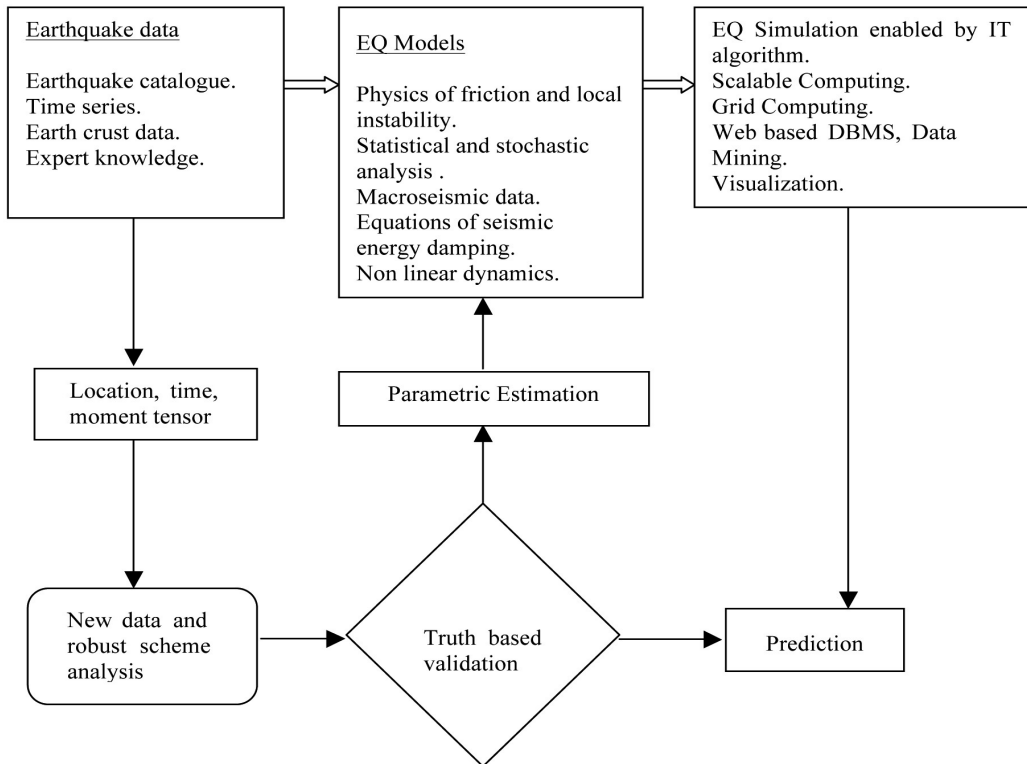 Earthquake data
Earthquake catalogue.
Time series.
Earth crust data.
Expert knowledge.
EQ Models
Physics of friction and local
instability.
Statistical and stochastic
analysis .
Macroseismic data.
Equations of seismic
energy damping.
Non linear dynamics.
EQ Simulation enabled by IT
algorithm.
Scalable Computing.
Grid Computing.
Web based DBMS, Data
Mining.
Visualization.
Location, time,
moment tensor
Parametric Estimation
New data and
robust scheme
analysis
Truth based
validation
Prediction